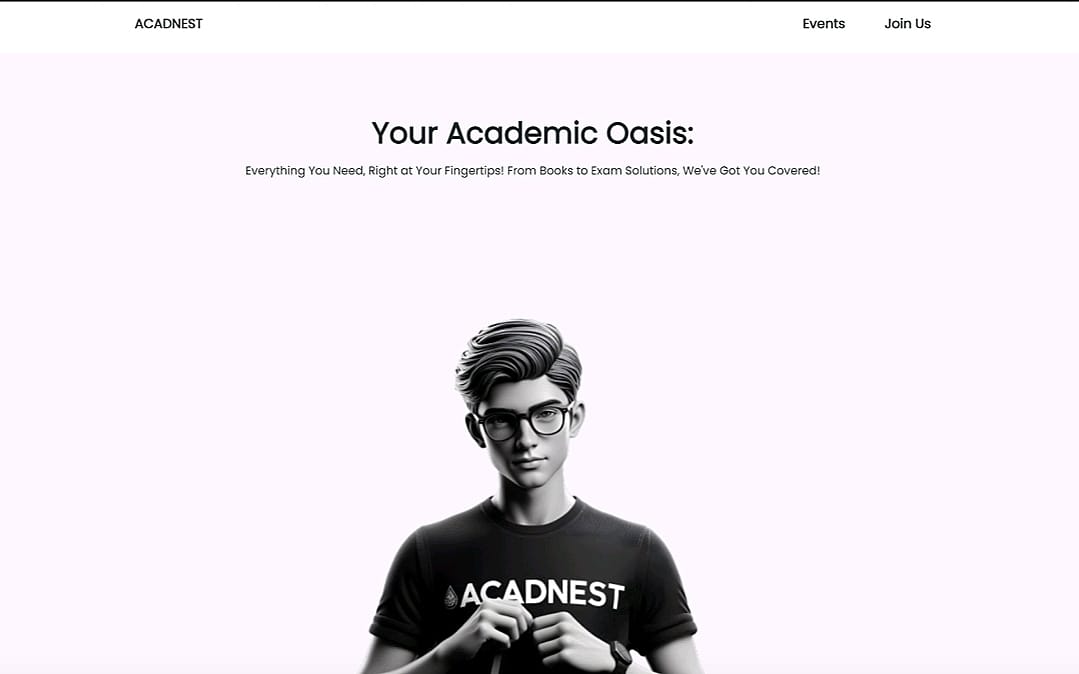 ACADNEST
Events
Join Us
Your Academic Oasis:
Everything You Need, Right at Your Fingertips! From Books to Exam Solutions, We've Got You Covered!
ACADNEST